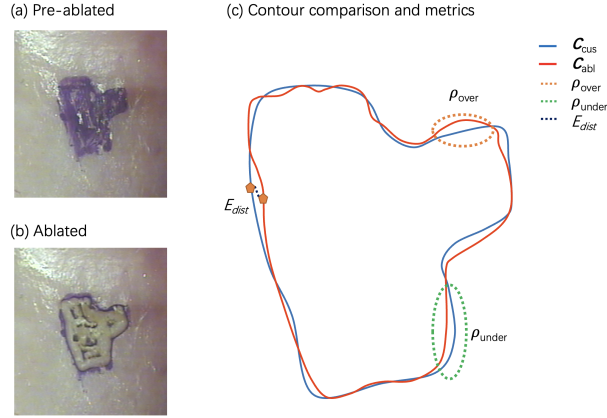 (a) Pre-ablated
(b) Ablated
(c) Contour comparison and metrics
C_cus
C_abl
ρ_over
ρ_under
E_dist
ρ_over
E_dist
ρ_under